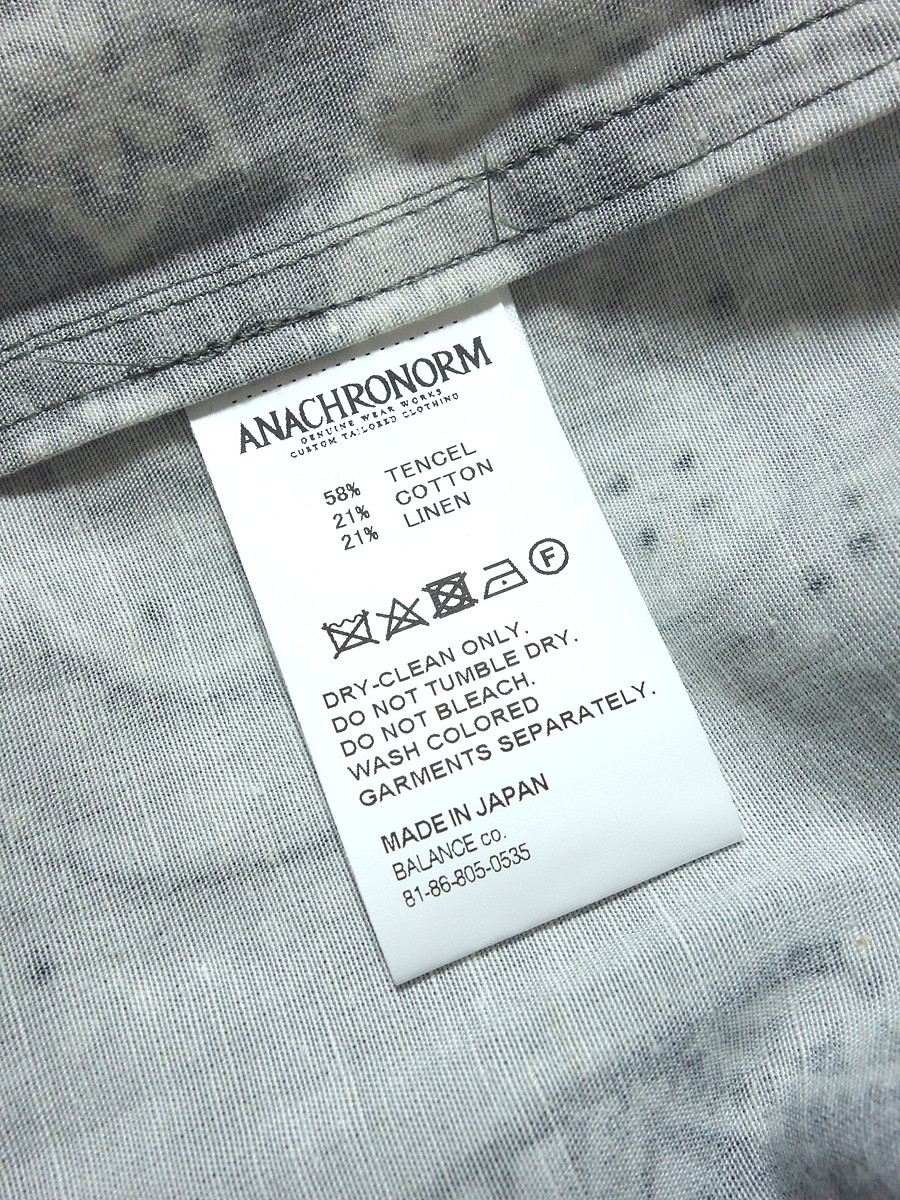 ANACHRONORM
GENUINE WEAR WORKS
CUSTOM TAILORED CLOTHING
58% TENCEL
21% COTTON
21% LINEN
F
DRY-CLEAN ONLY.
DO NOT TUMBLE DRY.
DO NOT BLEACH.
WASH COLORED
GARMENTS SEPARATELY.
MADE IN JAPAN
BALANCE co.
81-86-805-0535